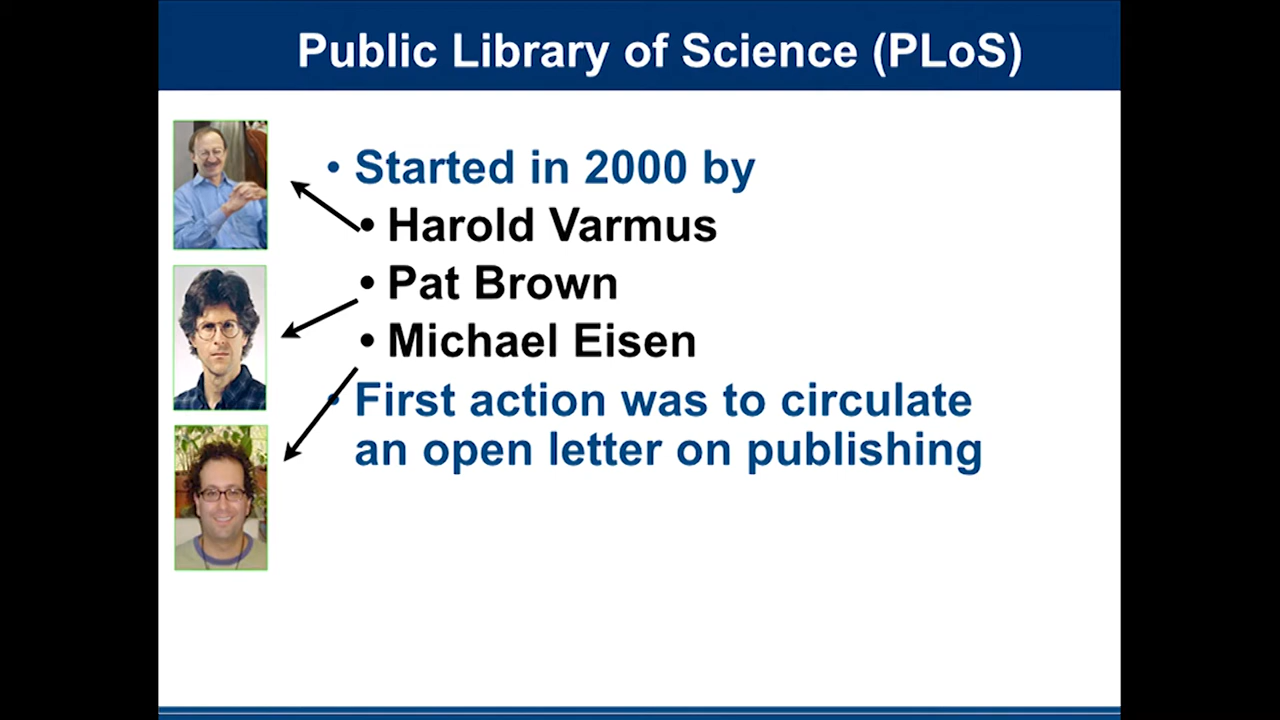 Public Library of Science (PLoS)
• Started in 2000 by
• Harold Varmus
• Pat Brown
• Michael Eisen
• First action was to circulate
an open letter on publishing